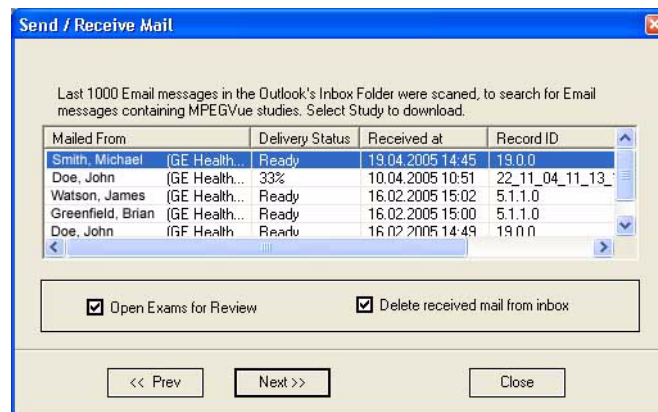 Send / Receive Mail
Last 1000 Email messages in the Outlook's Inbox Folder were scaned, to search for Email
messages containing MPEGVue studies. Select Study to download.
Mailed From Delivery Status Received at Record ID
Smith, Michael (GE Health... Ready 19.04.2005 14:45 19.0.0
Doe, John (GE Health... 33% 10.04.2005 10:51 22_11_04_11_13_
Watson, James (GE Health... Ready 16.02.2005 15:02 5.1.1.0
Greenfield, Brian (GE Health... Ready 16.02.2005 15:00 5.1.1.0
Doe, John (GE Health Ready 16.02.2005 14:49 19.0.0
Open Exams for Review Delete received mail from inbox
<< Prev Next >> Close